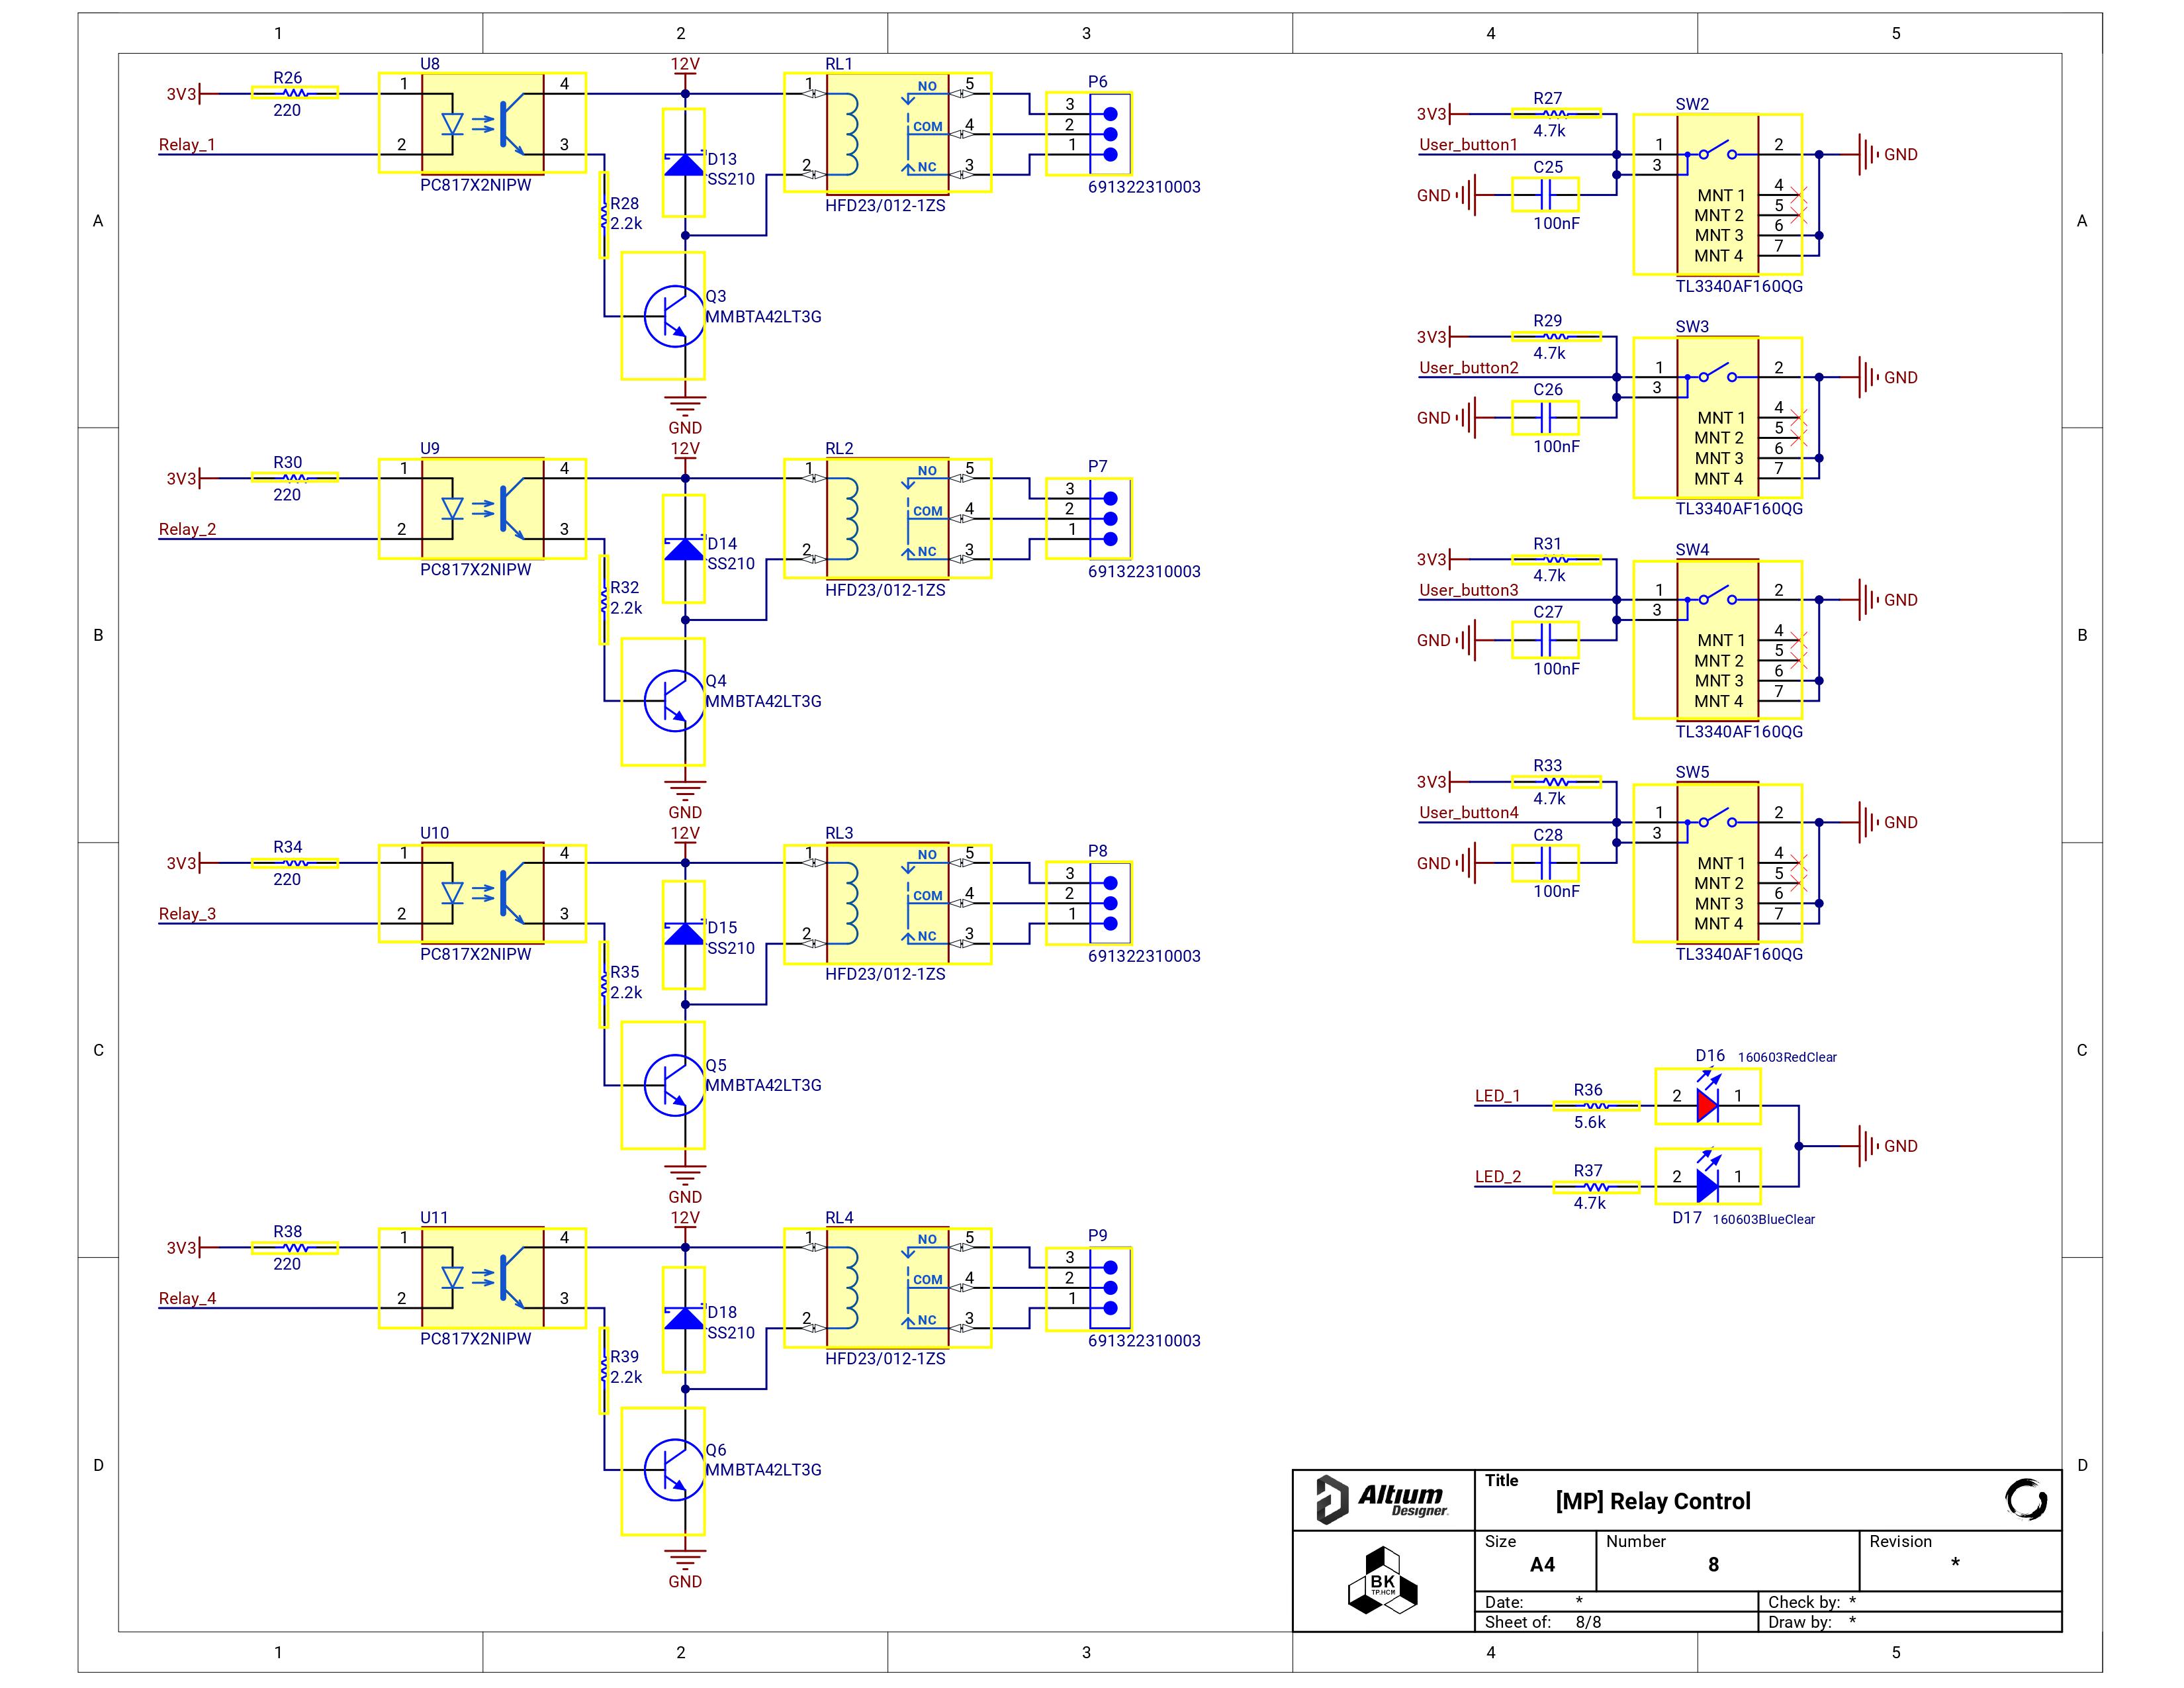 1 2 3 4 5
A
B
C
D
A
B
C
D
1 2 3 4 5
3V3
R26
220
Relay_1
U8
1
2
4
3
PC817X2NIPW
R28
2.2k
12V
D13
SS210
Q3
MMBTA42LT3G
GND
RL1
1
2
NO
COM
NC
5
4
3
HFD23/012-1ZS
P6
3
2
1
691322310003
3V3
R30
220
Relay_2
U9
1
2
4
3
PC817X2NIPW
R32
2.2k
12V
D14
SS210
Q4
MMBTA42LT3G
GND
RL2
1
2
NO
COM
NC
5
4
3
HFD23/012-1ZS
P7
3
2
1
691322310003
3V3
R34
220
Relay_3
U10
1
2
4
3
PC817X2NIPW
R35
2.2k
12V
D15
SS210
Q5
MMBTA42LT3G
GND
RL3
1
2
NO
COM
NC
5
4
3
HFD23/012-1ZS
P8
3
2
1
691322310003
3V3
R38
220
Relay_4
U11
1
2
4
3
PC817X2NIPW
R39
2.2k
12V
D18
SS210
Q6
MMBTA42LT3G
GND
RL4
1
2
NO
COM
NC
5
4
3
HFD23/012-1ZS
P9
3
2
1
691322310003
3V3
R27
4.7k
User_button1
C25
GND
100nF
SW2
1
3
2
MNT 1 4
MNT 2 5
MNT 3 6
MNT 4 7
TL3340AF160QG
GND
3V3
R29
4.7k
User_button2
C26
GND
100nF
SW3
1
3
2
MNT 1 4
MNT 2 5
MNT 3 6
MNT 4 7
TL3340AF160QG
GND
3V3
R31
4.7k
User_button3
C27
GND
100nF
SW4
1
3
2
MNT 1 4
MNT 2 5
MNT 3 6
MNT 4 7
TL3340AF160QG
GND
3V3
R33
4.7k
User_button4
C28
GND
100nF
SW5
1
3
2
MNT 1 4
MNT 2 5
MNT 3 6
MNT 4 7
TL3340AF160QG
GND
D16 160603RedClear
LED_1
R36
5.6k
2 1
GND
LED_2
R37
4.7k
2 1
D17 160603BlueClear
Altium
Designer
Title
[MP] Relay Control
BK
TP.HCM
Size
A4
Number
8
Revision
*
Date: *
Check by: *
Sheet of: 8/8
Draw by: *